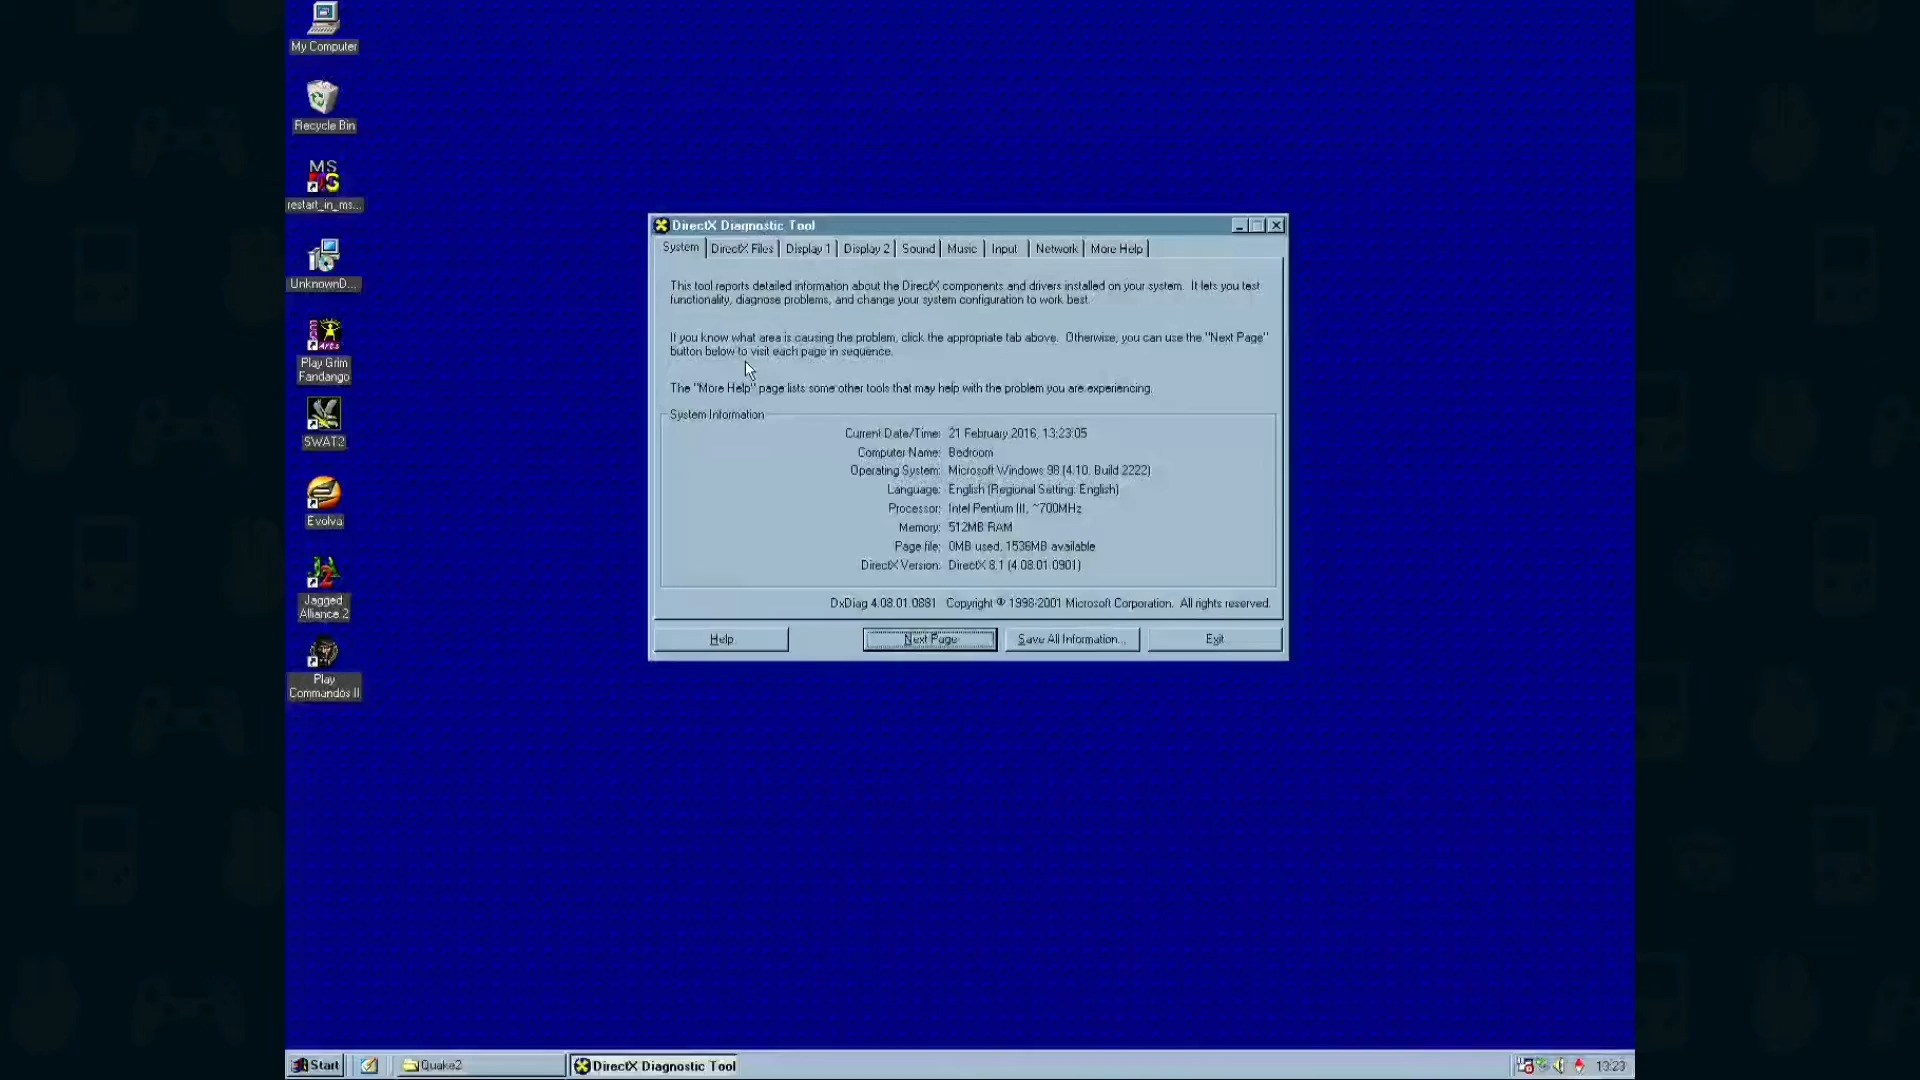 My Computer
Recycle Bin
restart_in_ms...
UnknownD...
Play Grim
Fandango
SWAT2
Evolva
Jagged
Alliance 2
Play
Commandos II
DirectX Diagnostic Tool
System DirectX Files Display 1 Display 2 Sound Music Input Network More Help
This tool reports detailed information about the DirectX components and drivers installed on your system. It lets you test
functionality, diagnose problems, and change your system configuration to work best.
If you know what area is causing the problem, click the appropriate tab above. Otherwise, you can use the "Next Page"
button below to visit each page in sequence.
The "More Help" page lists some other tools that may help with the problem you are experiencing.
System Information
Current Date/Time: 21 February 2016, 13:23:05
Computer Name: Bedroom
Operating System: Microsoft Windows 98 (4.10, Build 2222)
Language: English (Regional Setting: English)
Processor: Intel Pentium III, ~700MHz
Memory: 512MB RAM
Page file: 0MB used, 1536MB available
DirectX Version: DirectX 8.1 (4.08.01.0901)
DxDiag 4.08.01.0881 Copyright © 1998-2001 Microsoft Corporation. All rights reserved.
Help Next Page Save All Information... Exit
Start Quake2 DirectX Diagnostic Tool 13:23